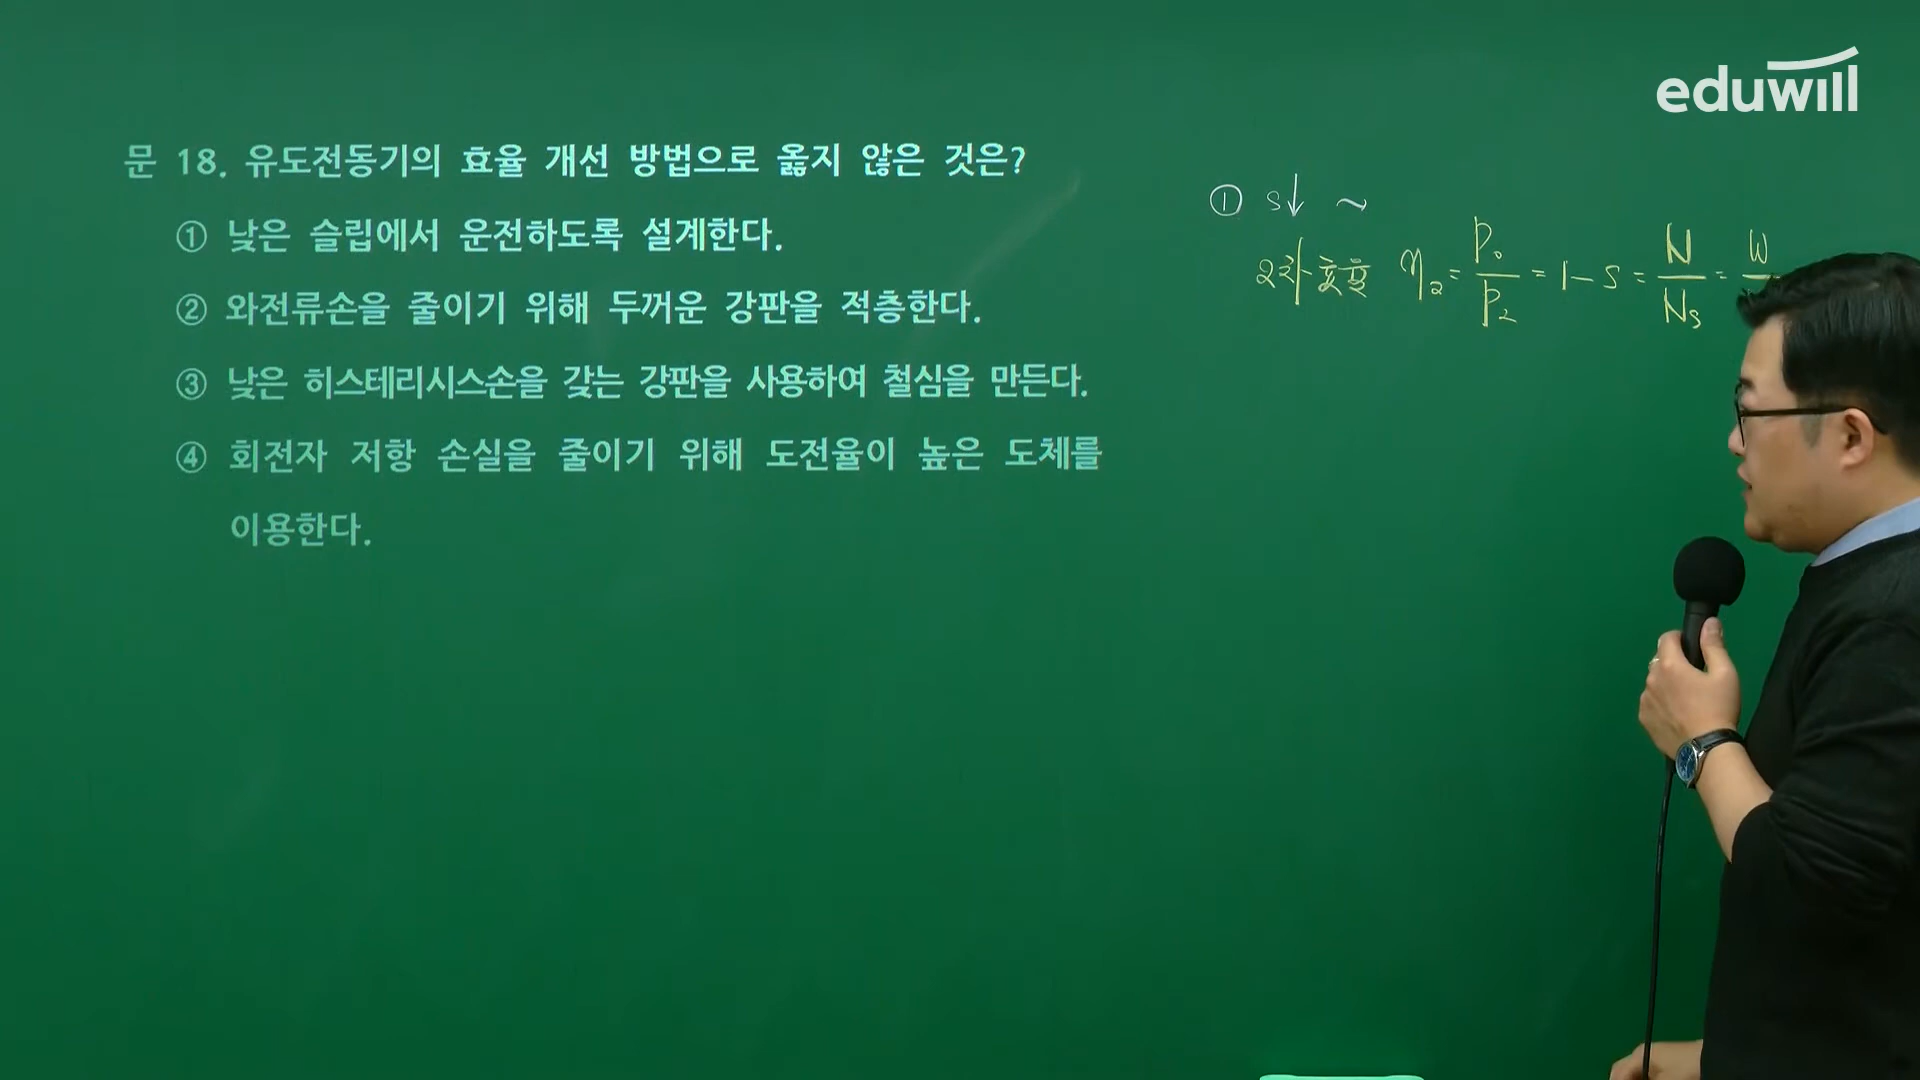 eduwill
문 18. 유도전동기의 효율 개선 방법으로 옳지 않은 것은?
① 낮은 슬립에서 운전하도록 설계한다.
② 와전류손을 줄이기 위해 두꺼운 강판을 적층한다.
③ 낮은 히스테리시스손을 갖는 강판을 사용하여 철심을 만든다.
④ 회전자 저항 손실을 줄이기 위해 도전율이 높은 도체를
이용한다.
① s↓ ~
2차 효율 η₂ = P₀/P₂ = 1-s = N/Ns =